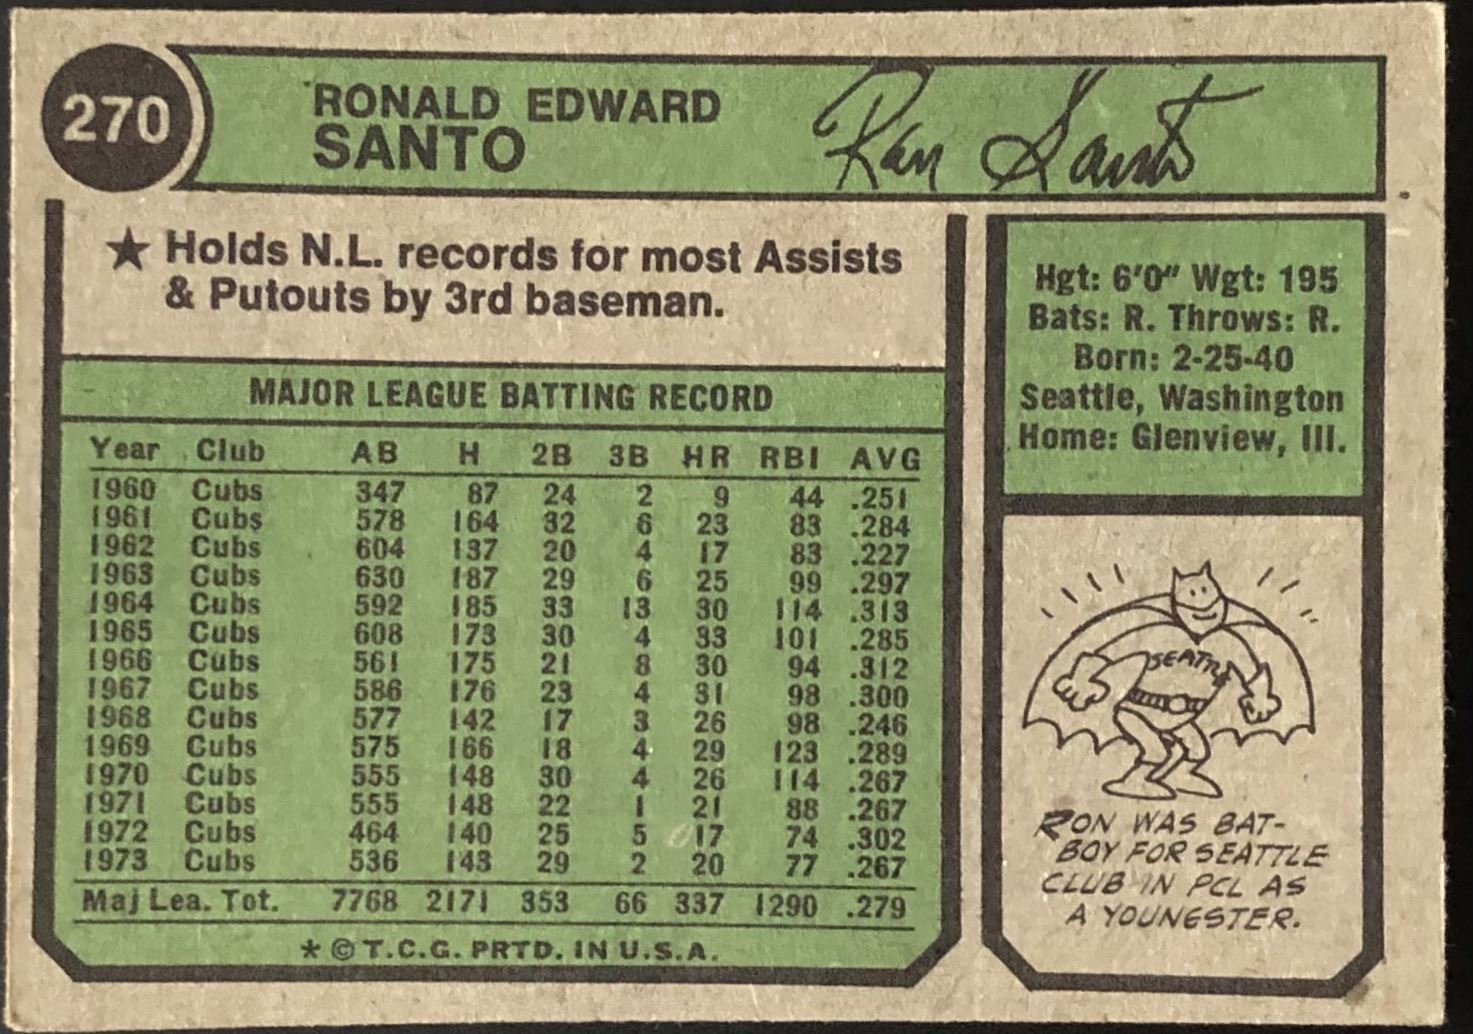 270
RONALD EDWARD
SANTO
Ron Santo
★ Holds N.L. records for most Assists
& Putouts by 3rd baseman.
MAJOR LEAGUE BATTING RECORD
Year Club AB H 2B 3B HR RBI AVG
1960 Cubs 347 87 24 2 9 44 .251
1961 Cubs 578 164 32 6 23 83 .284
1962 Cubs 604 137 20 4 17 83 .227
1963 Cubs 630 187 29 6 25 99 .297
1964 Cubs 592 185 33 13 30 114 .313
1965 Cubs 608 173 30 4 33 101 .285
1966 Cubs 561 175 21 8 30 94 .312
1967 Cubs 586 176 23 4 31 98 .300
1968 Cubs 577 142 17 3 26 98 .246
1969 Cubs 575 166 18 4 29 123 .289
1970 Cubs 555 148 30 4 26 114 .267
1971 Cubs 555 148 22 1 21 88 .267
1972 Cubs 464 140 25 5 17 74 .302
1973 Cubs 536 143 29 2 20 77 .267
Maj Lea. Tot. 7768 2171 353 66 337 1290 .279
* © T.C.G. PRTD. IN U.S.A.
Hgt: 6'0" Wgt: 195
Bats: R. Throws: R.
Born: 2-25-40
Seattle, Washington
Home: Glenview, Ill.
SEATTLE
RON WAS BAT-
BOY FOR SEATTLE
CLUB IN PCL AS
A YOUNGSTER.